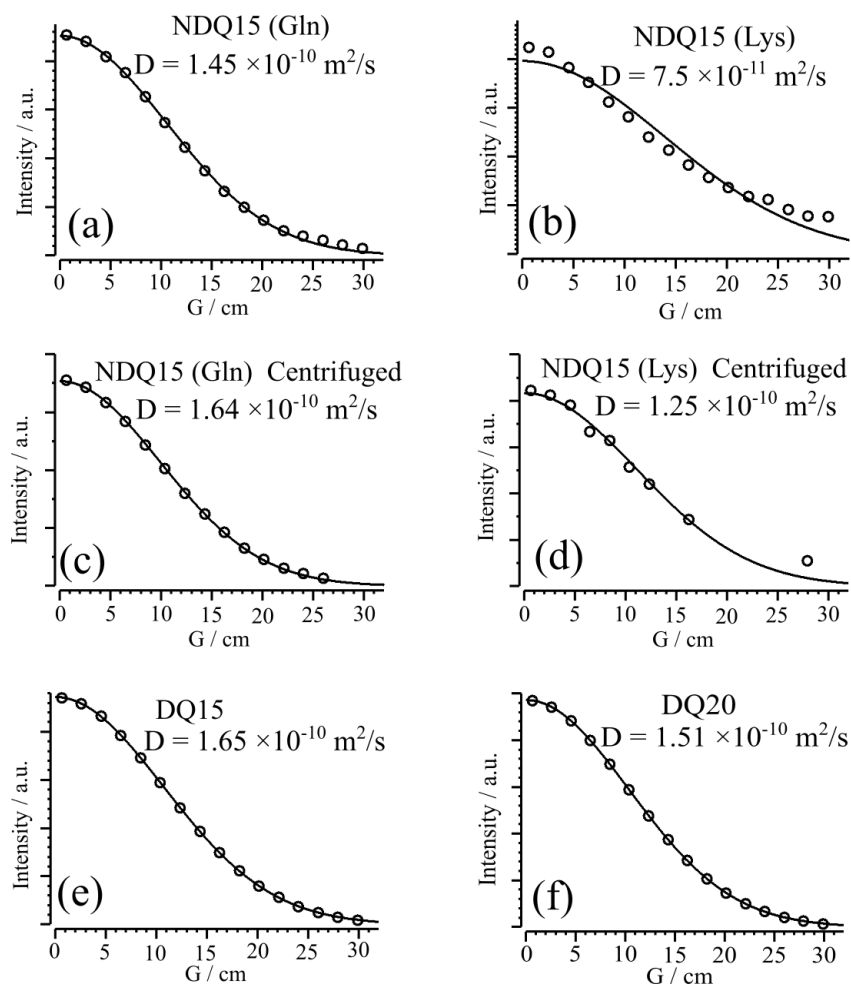 NDQ15 (Gln)
D = 1.45 ×10⁻¹⁰ m²/s
Intensity / a.u.
(a)
0 5 10 15 20 25 30
G / cm
NDQ15 (Lys)
D = 7.5 ×10⁻¹¹ m²/s
Intensity / a.u.
(b)
0 5 10 15 20 25 30
G / cm
NDQ15 (Gln) Centrifuged
D = 1.64 ×10⁻¹⁰ m²/s
Intensity / a.u.
(c)
0 5 10 15 20 25 30
G / cm
NDQ15 (Lys) Centrifuged
D = 1.25 ×10⁻¹⁰ m²/s
Intensity / a.u.
(d)
0 5 10 15 20 25 30
G / cm
DQ15
D = 1.65 ×10⁻¹⁰ m²/s
Intensity / a.u.
(e)
0 5 10 15 20 25 30
G / cm
DQ20
D = 1.51 ×10⁻¹⁰ m²/s
Intensity / a.u.
(f)
0 5 10 15 20 25 30
G / cm